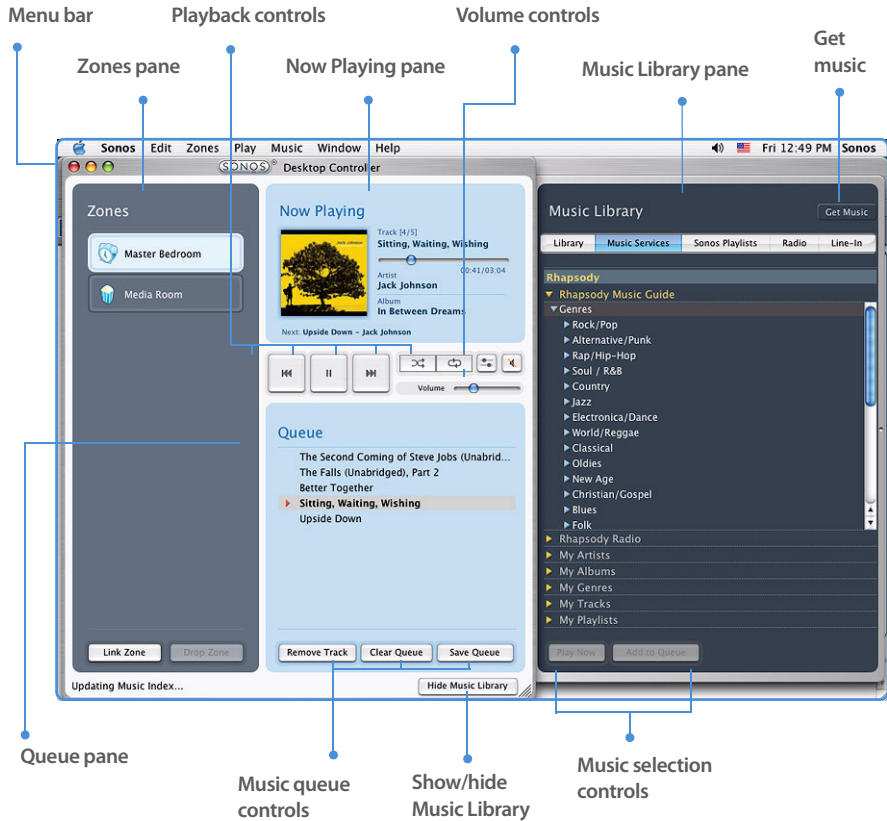 Menu bar
Playback controls
Volume controls
Zones pane
Now Playing pane
Music Library pane
Get
music
Sonos Edit Zones Play Music Window Help
Fri 12:49 PM Sonos
SONOS® Desktop Controller
Zones
Master Bedroom
Media Room
Link Zone
Drop Zone
Updating Music Index...
Now Playing
Jack Johnson
Track [4/5]
Sitting, Waiting, Wishing
00:41/03:04
Artist
Jack Johnson
Album
In Between Dreams
Next: Upside Down - Jack Johnson
Volume
Queue
The Second Coming of Steve Jobs (Unabrid...
The Falls (Unabridged), Part 2
Better Together
Sitting, Waiting, Wishing
Upside Down
Remove Track
Clear Queue
Save Queue
Hide Music Library
Music Library
Get Music
Library
Music Services
Sonos Playlists
Radio
Line-In
Rhapsody
Rhapsody Music Guide
Genres
Rock/Pop
Alternative/Punk
Rap/Hip-Hop
Soul / R&B
Country
Jazz
Electronica/Dance
World/Reggae
Classical
Oldies
New Age
Christian/Gospel
Blues
Folk
Rhapsody Radio
My Artists
My Albums
My Genres
My Tracks
My Playlists
Play Now
Add to Queue
Queue pane
Music queue
controls
Show/hide
Music Library
Music selection
controls